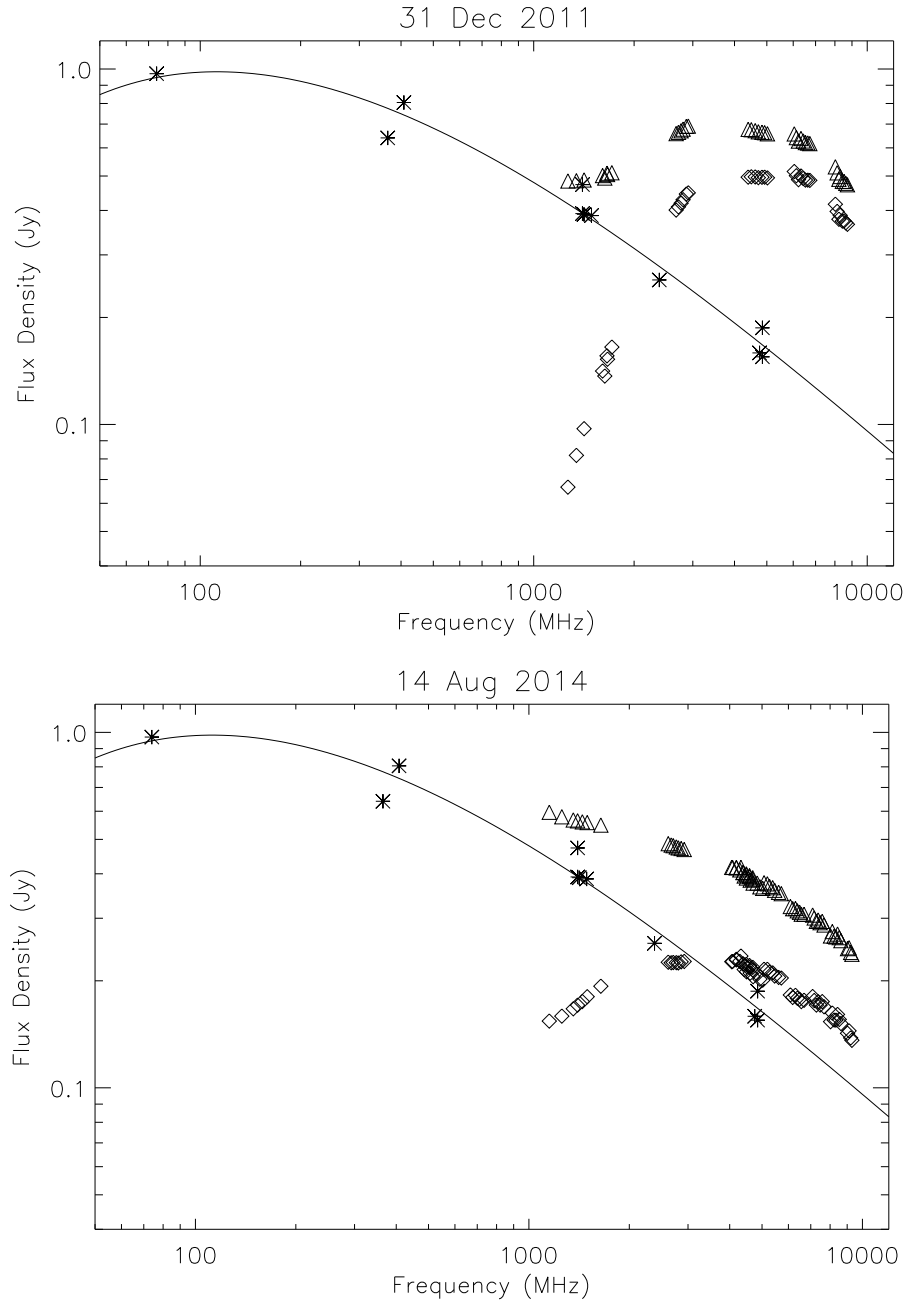 31 Dec 2011
1.0
Flux Density (Jy)
0.1
100 1000 10000
Frequency (MHz)
14 Aug 2014
1.0
Flux Density (Jy)
0.1
100 1000 10000
Frequency (MHz)